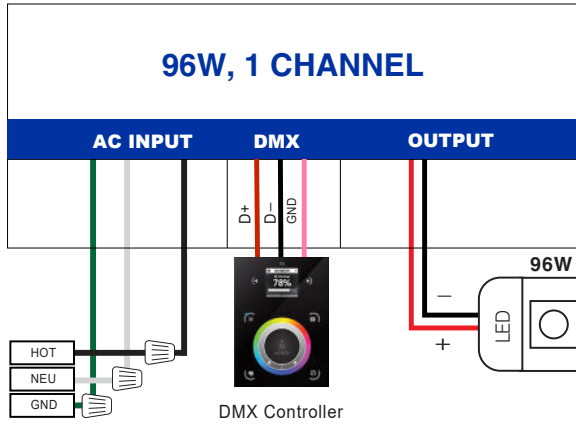 96W, 1 CHANNEL
AC INPUT DMX OUTPUT
D+ D– GND
78%
96W
LED
–
+
HOT
NEU
GND
DMX Controller